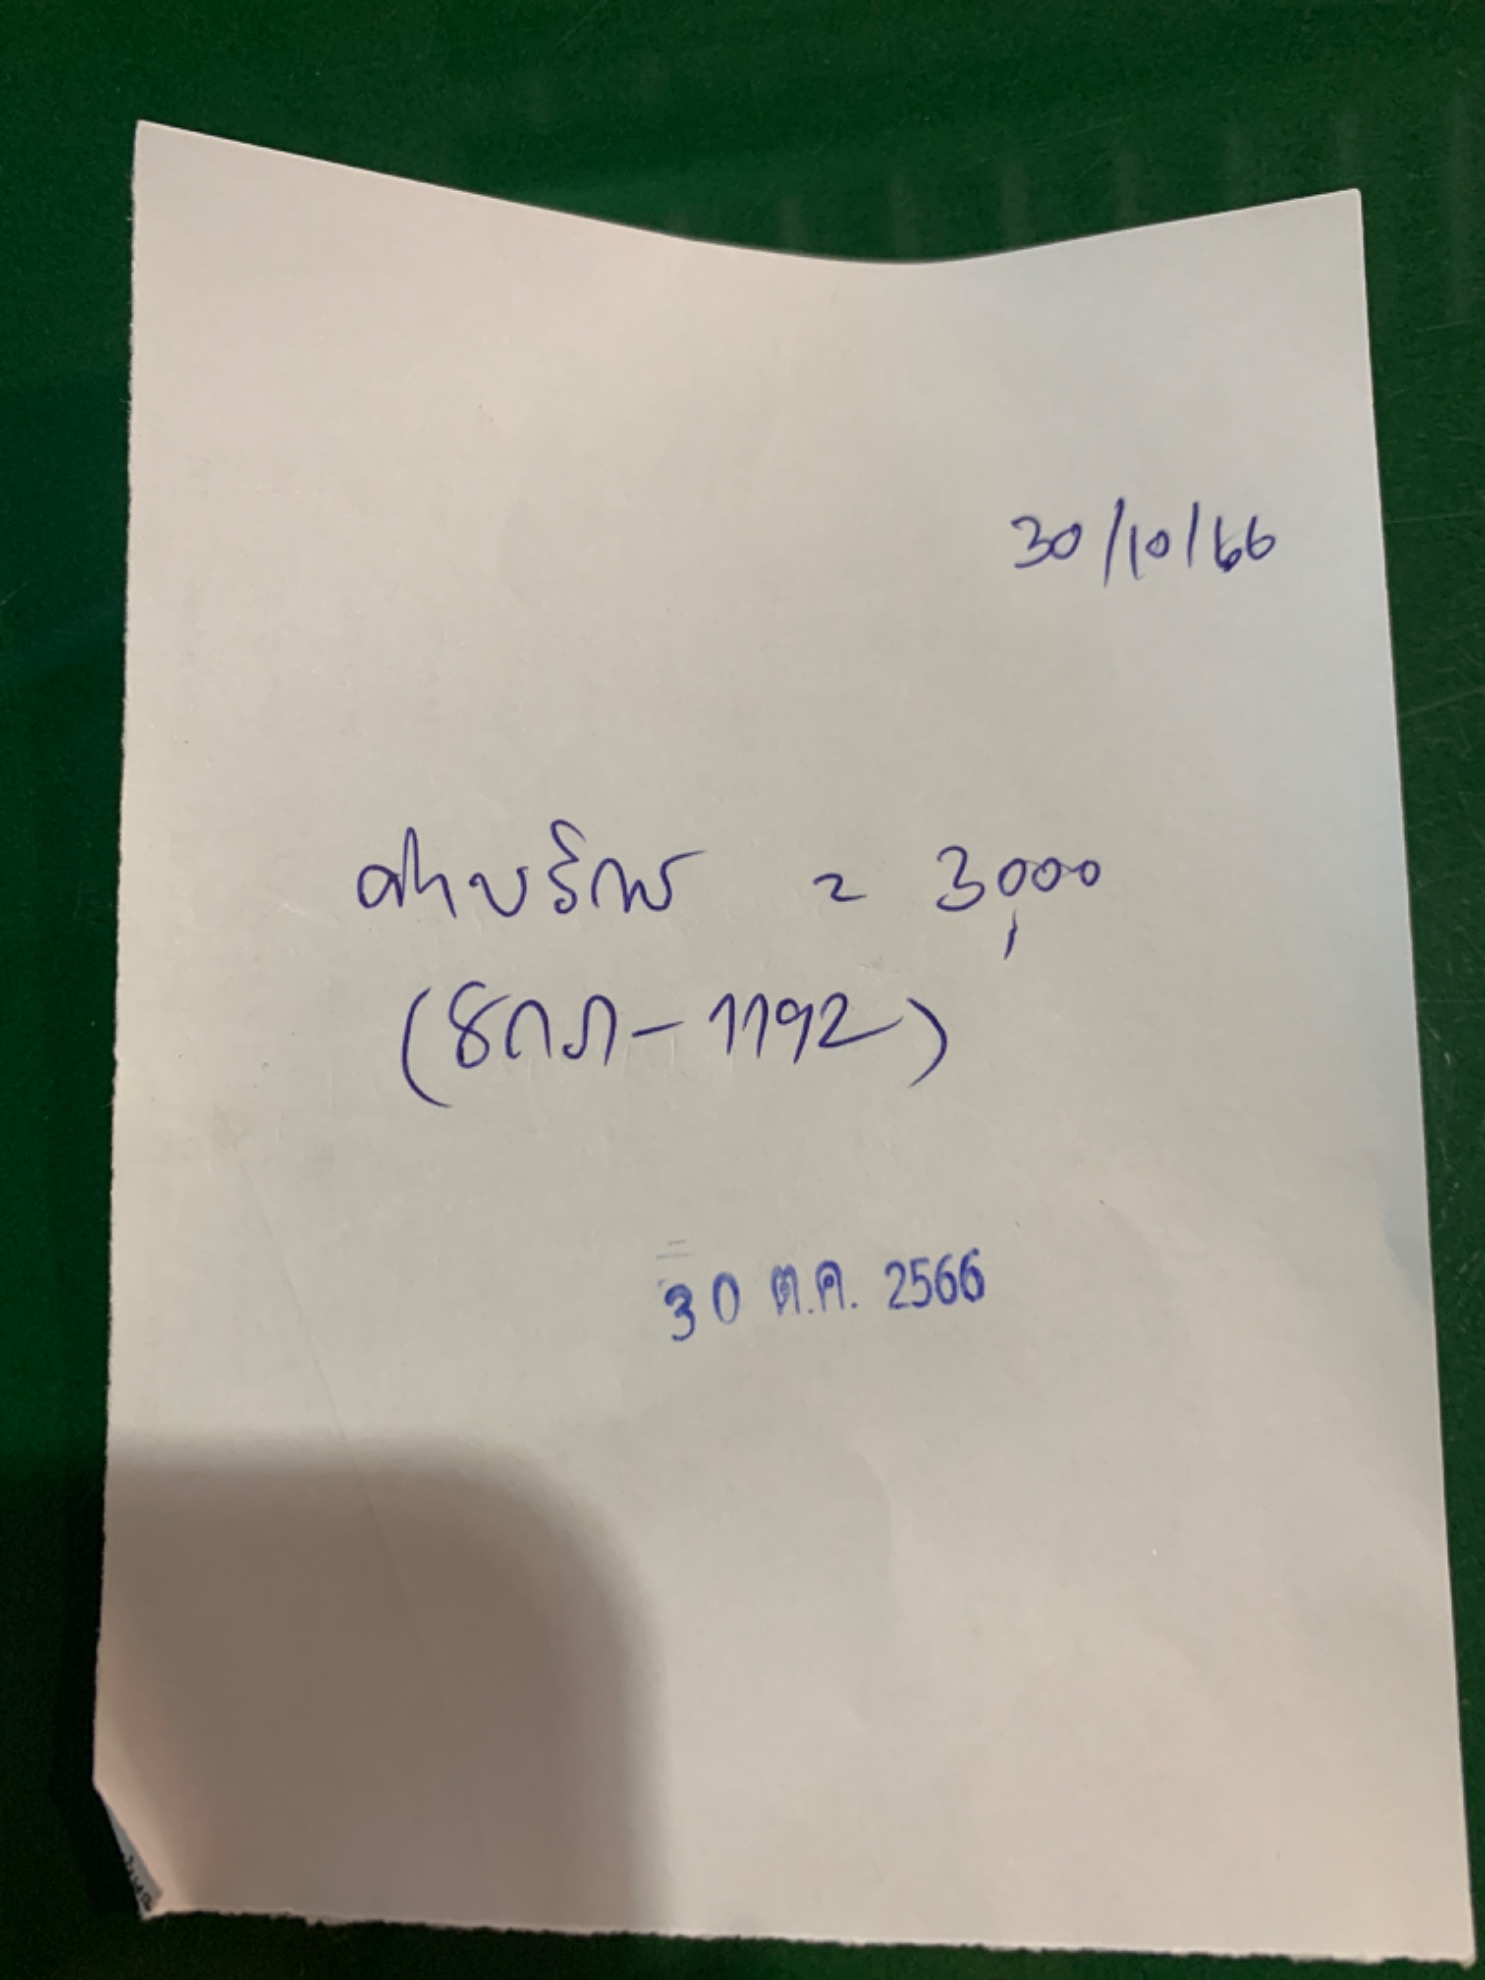 30/10/66
ค่าบริการ = 3,000
(8กภ-1192)
30 ต.ค. 2566